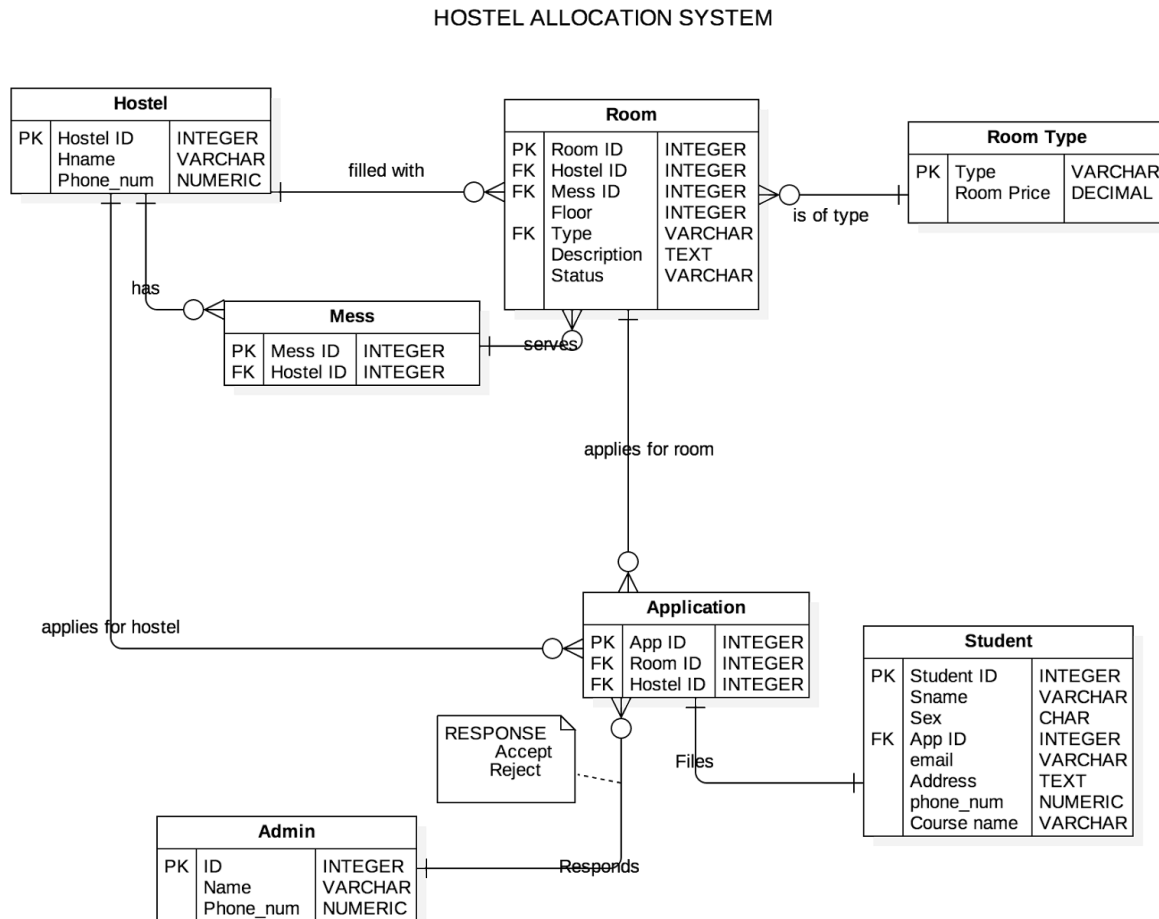 HOSTEL ALLOCATION SYSTEM
Hostel
PK Hostel ID INTEGER
Hname VARCHAR
Phone_num NUMERIC
filled with
Room
PK Room ID INTEGER
FK Hostel ID INTEGER
FK Mess ID INTEGER
Floor INTEGER
FK Type VARCHAR
Description TEXT
Status VARCHAR
is of type
Room Type
PK Type VARCHAR
Room Price DECIMAL
has
Mess
PK Mess ID INTEGER
FK Hostel ID INTEGER
serves
applies for room
applies for hostel
Application
PK App ID INTEGER
FK Room ID INTEGER
FK Hostel ID INTEGER
Student
PK Student ID INTEGER
Sname VARCHAR
Sex CHAR
FK App ID INTEGER
email VARCHAR
Address TEXT
phone_num NUMERIC
Course name VARCHAR
RESPONSE
Accept
Reject
Files
Admin
PK ID INTEGER
Name VARCHAR
Phone_num NUMERIC
Responds